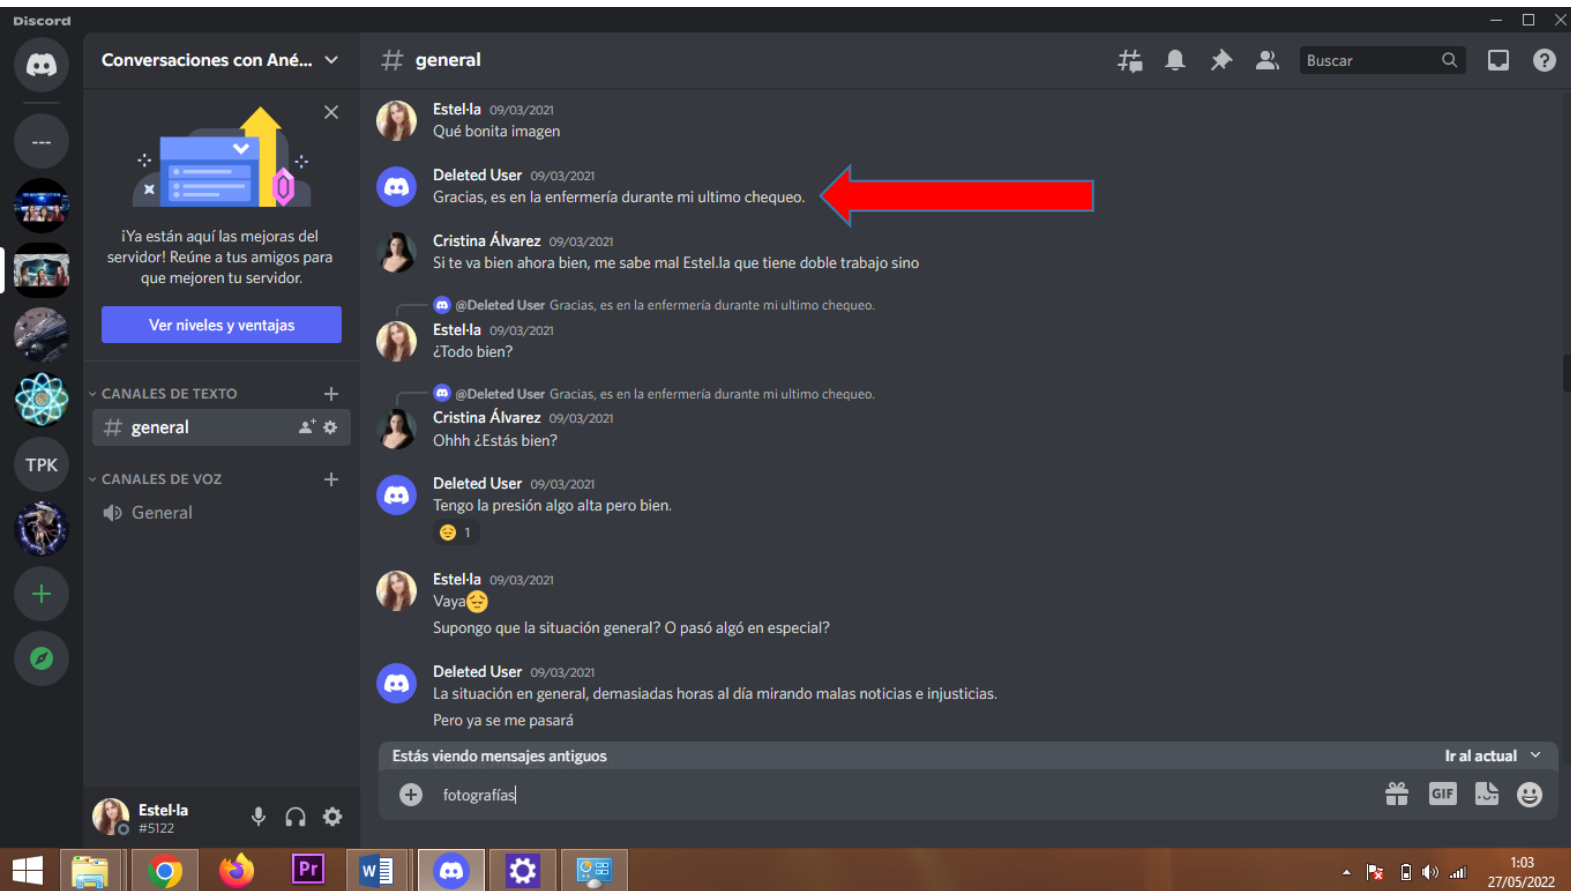 Discord
Conversaciones con Ané...
general
Buscar
---
¡Ya están aquí las mejoras del
servidor! Reúne a tus amigos para
que mejoren tu servidor.
Ver niveles y ventajas
CANALES DE TEXTO
general
TPK
CANALES DE VOZ
General
Estel·la 09/03/2021
Qué bonita imagen
Deleted User 09/03/2021
Gracias, es en la enfermería durante mi ultimo chequeo.
Cristina Álvarez 09/03/2021
Si te va bien ahora bien, me sabe mal Estel.la que tiene doble trabajo sino
@Deleted User Gracias, es en la enfermería durante mi ultimo chequeo.
Estel·la 09/03/2021
¿Todo bien?
@Deleted User Gracias, es en la enfermería durante mi ultimo chequeo.
Cristina Álvarez 09/03/2021
Ohhh ¿Estás bien?
Deleted User 09/03/2021
Tengo la presión algo alta pero bien.
1
Estel·la 09/03/2021
Vaya
Supongo que la situación general? O pasó algó en especial?
Deleted User 09/03/2021
La situación en general, demasiadas horas al día mirando malas noticias e injusticias.
Pero ya se me pasará
Estás viendo mensajes antiguos
Ir al actual
fotografías
GIF
Estel·la
#5122
Pr
W
1:03
27/05/2022